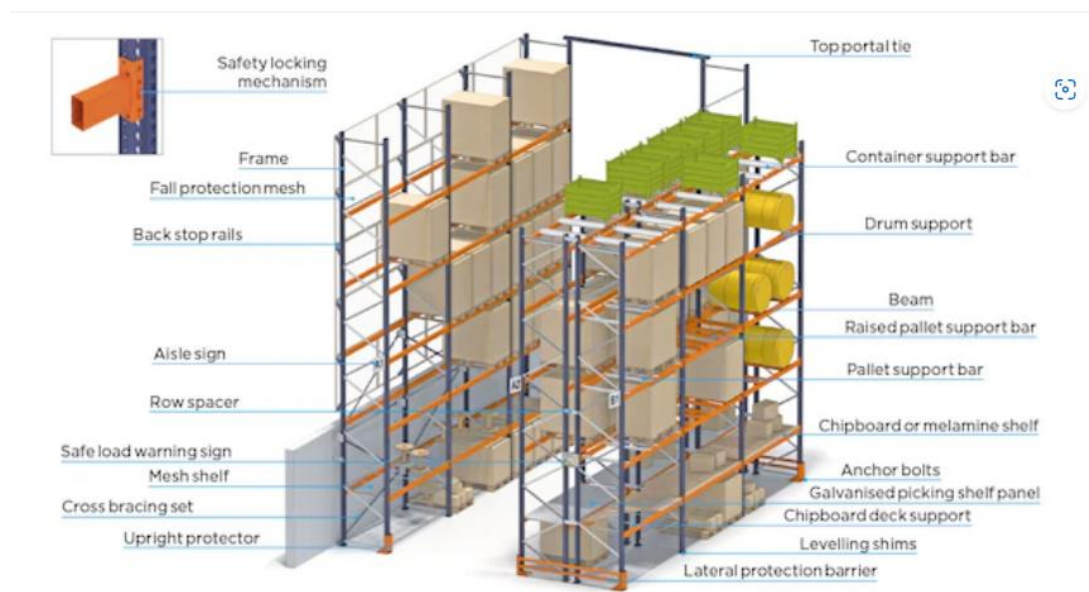 Top portal tie
Safety locking
mechanism
Frame
Container support bar
Fall protection mesh
Drum support
Back stop rails
Beam
Raised pallet support bar
Aisle sign
Pallet support bar
A2
B1
Row spacer
Chipboard or melamine shelf
Safe load warning sign
Anchor bolts
Mesh shelf
Galvanised picking shelf panel
Cross bracing set
Chipboard deck support
Upright protector
Levelling shims
Lateral protection barrier